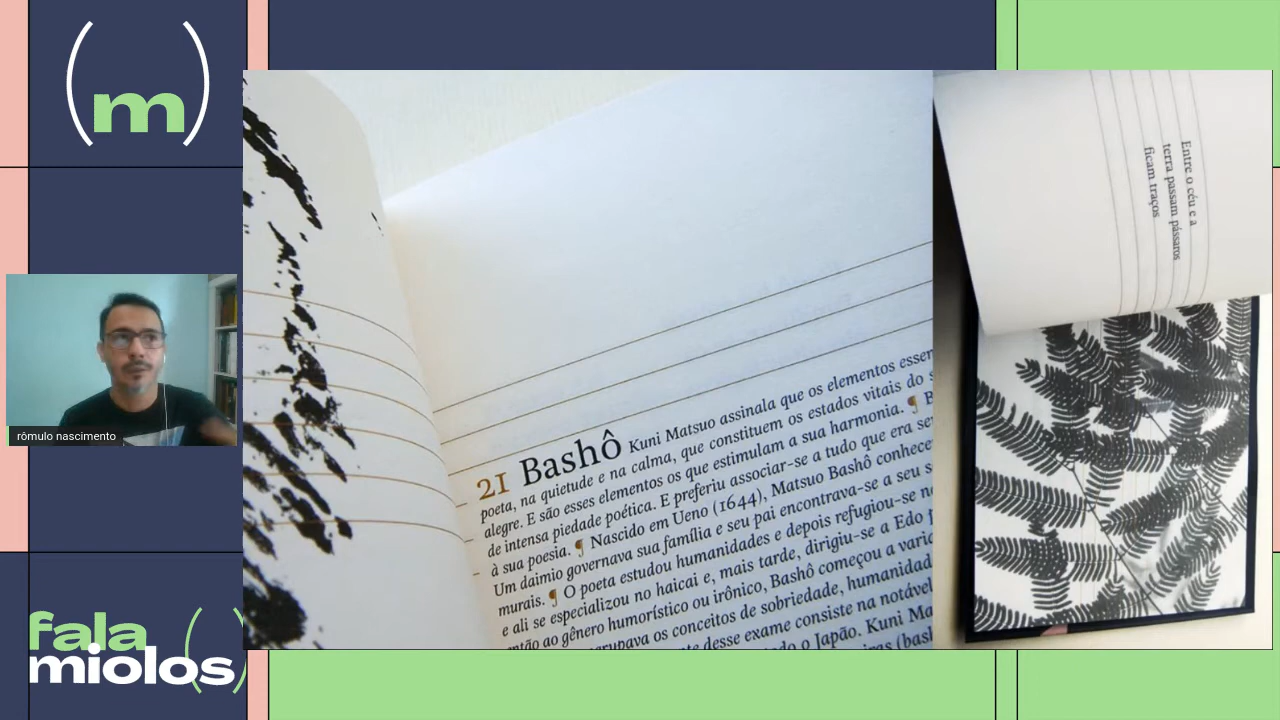 (m)
Entre o céu e a
terra passam pássaros
ficam traços
21 Bashô Kuni Matsuo assinala que os elementos essen
poeta, na quietude e na calma, que constituem os estados vitais do s
alegre. E são esses elementos os que estimulam a sua harmonia. ¶ B
de intensa piedade poética. E preferiu associar-se a tudo que era ser
à sua poesia. ¶ Nascido em Ueno (1644), Matsuo Bashô conhece
Um daimio governava sua família e seu pai encontrava-se a seu s
murais. ¶ O poeta estudou humanidades e depois refugiou-se n
e ali se especializou no haicai e, mais tarde, dirigiu-se a Edo
então ao gênero humorístico ou irônico, Bashô começou a varia
os conceitos de sobriedade, humanidad
desse exame consiste na notável
o Japão. Kuni Ma
(bash
rômulo nascimento
fala
miolos( )